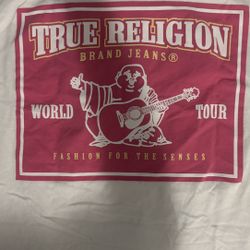 TRUE RELIGION
BRAND JEANS®
WORLD TOUR
FASHION FOR THE SENSES